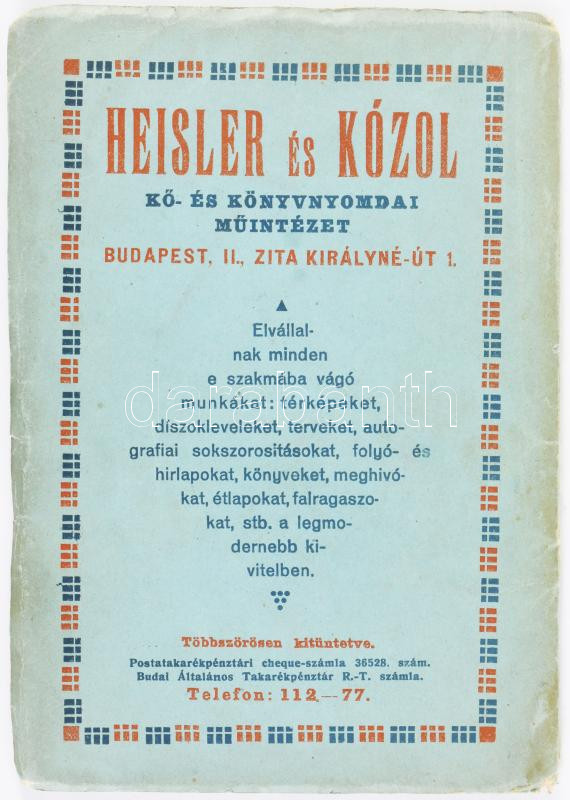 HEISLER ÉS KÓZOL
KŐ- ÉS KÖNYVNYOMDAI
MŰINTÉZET
BUDAPEST, II., ZITA KIRÁLYNÉ-ÚT 1.
Elvállal-
nak minden
e szakmába vágó
munkákat: térképeket,
díszokleveleket, terveket, auto-
grafiai sokszorositásokat, folyó- és
hirlapokat, könyveket, meghivó-
kat, étlapokat, falragaszo-
kat, stb. a legmo-
dernebb ki-
vitelben.
Többszörösen kitüntetve.
Postatakarékpénztári cheque-számla 36528. szám.
Budai Általános Takarékpénztár R.-T. számla.
Telefon: 112—77.
darabanth